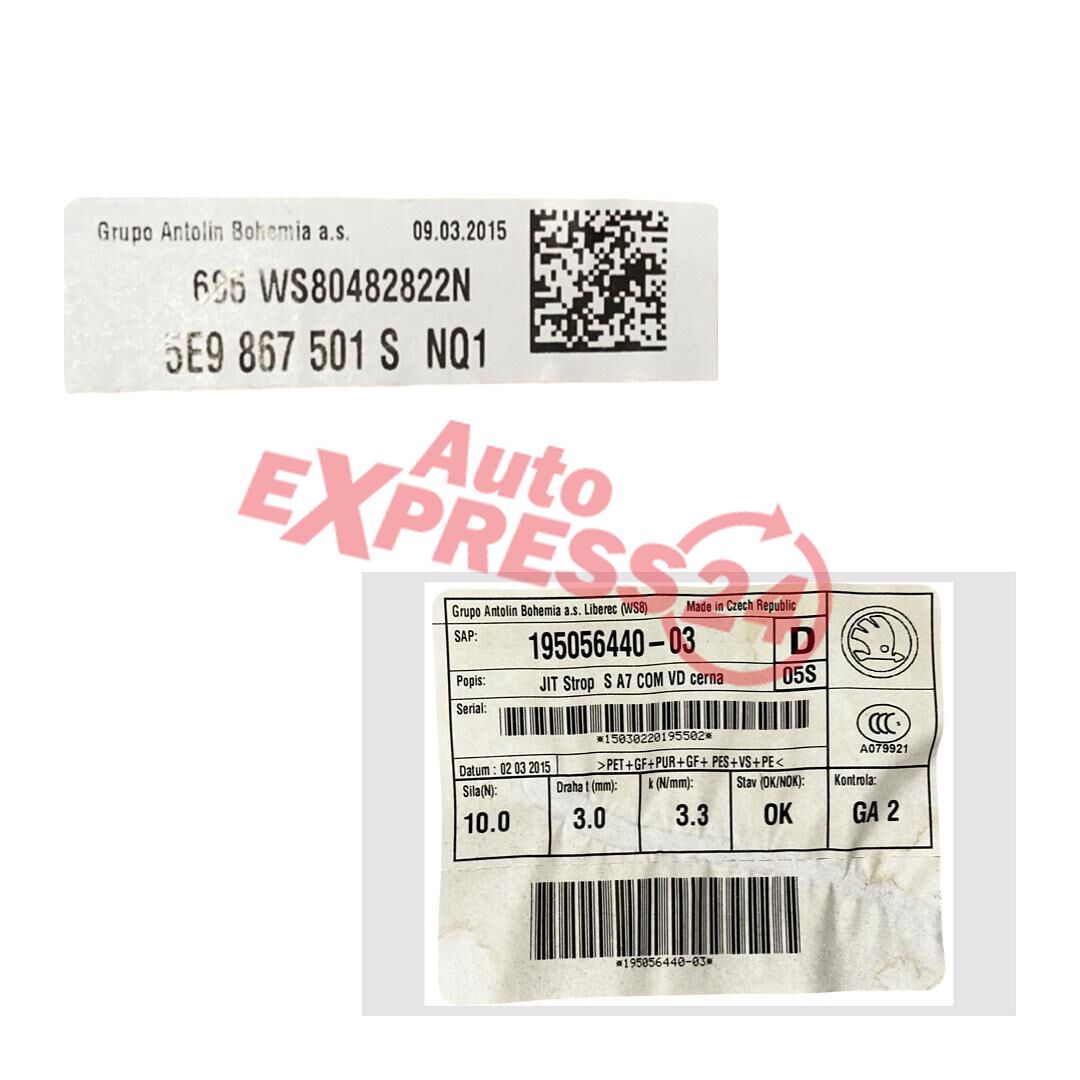 Grupo Antolin Bohemia a.s. 09.03.2015
686 WS80482822N
5E9 867 501 S NQ1
Auto
EXPRESS24
Grupo Antolin Bohemia a.s. Liberec (WS8) Made in Czech Republic
SAP: 195056440-03 D
Popis: JIT Strop S A7 COM VD cerna 05S
Serial:
*15030220195502*
CCC S
A079921
Datum : 02 03 2015 >PET+GF+PUR+GF+ PES+VS+PE<
Sila(N): Draha t (mm): k (N/mm): Stav (OK/NOK): Kontrola:
10.0 3.0 3.3 OK GA 2
*195056440-03*